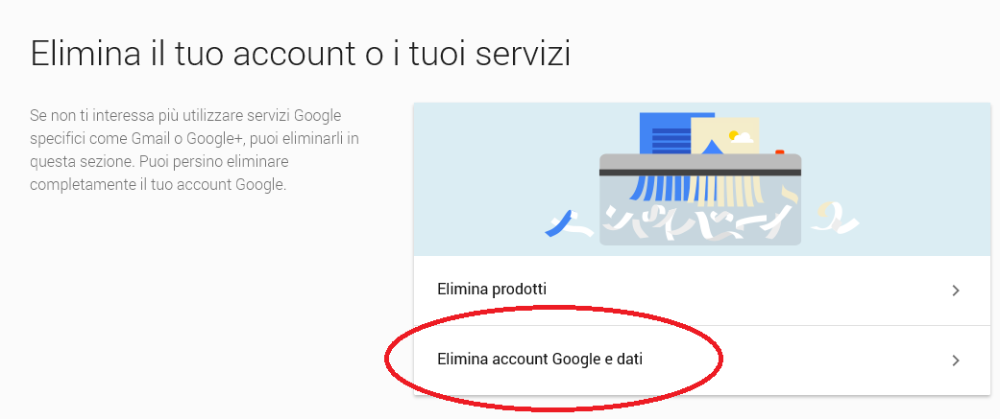 Elimina il tuo account o i tuoi servizi
Se non ti interessa più utilizzare servizi Google
specifici come Gmail o Google+, puoi eliminarli in
questa sezione. Puoi persino eliminare
completamente il tuo account Google.
Elimina prodotti
Elimina account Google e dati